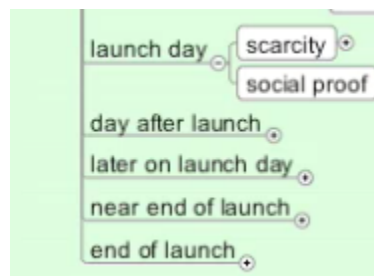 launch day
scarcity
social proof
day after launch
later on launch day
near end of launch
end of launch